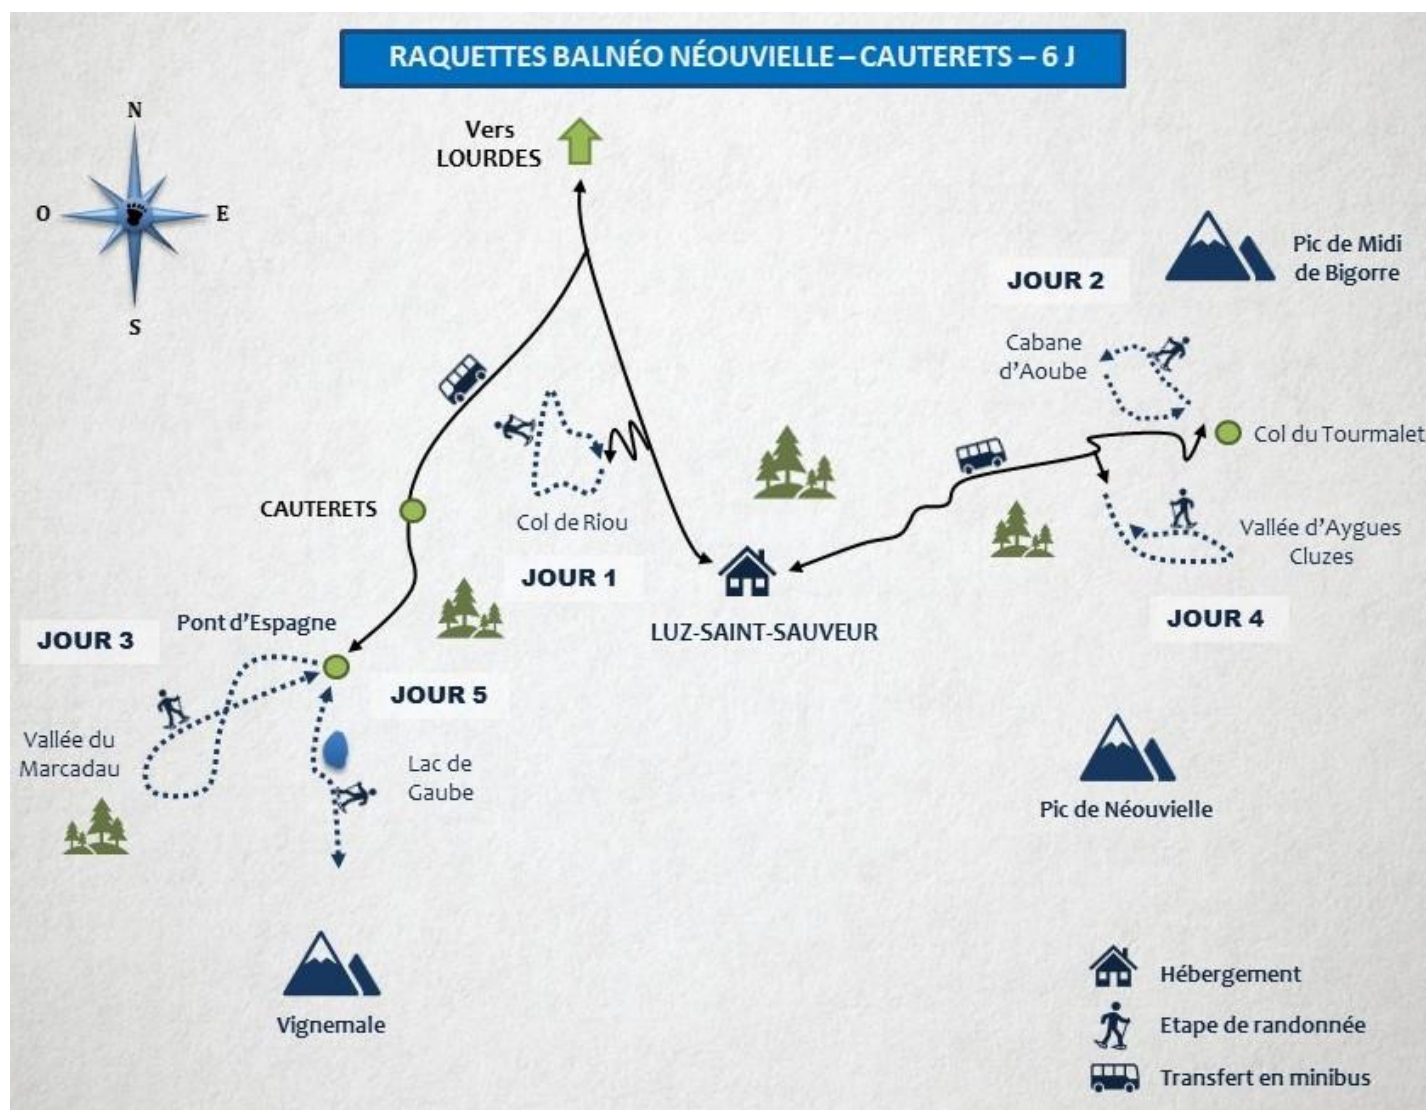 RAQUETTES BALNÉO NÉOUVIELLE – CAUTERETS – 6 J
N
O
E
S
Vers
LOURDES
Pic de Midi
de Bigorre
JOUR 2
Cabane
d'Aoube
Col du Tourmalet
CAUTERETS
Col de Riou
JOUR 1
Vallée d'Aygues
Cluzes
JOUR 4
LUZ-SAINT-SAUVEUR
Pont d'Espagne
JOUR 3
JOUR 5
Vallée du
Marcadau
Lac de
Gaube
Pic de Néouvielle
Vignemale
Hébergement
Etape de randonnée
Transfert en minibus